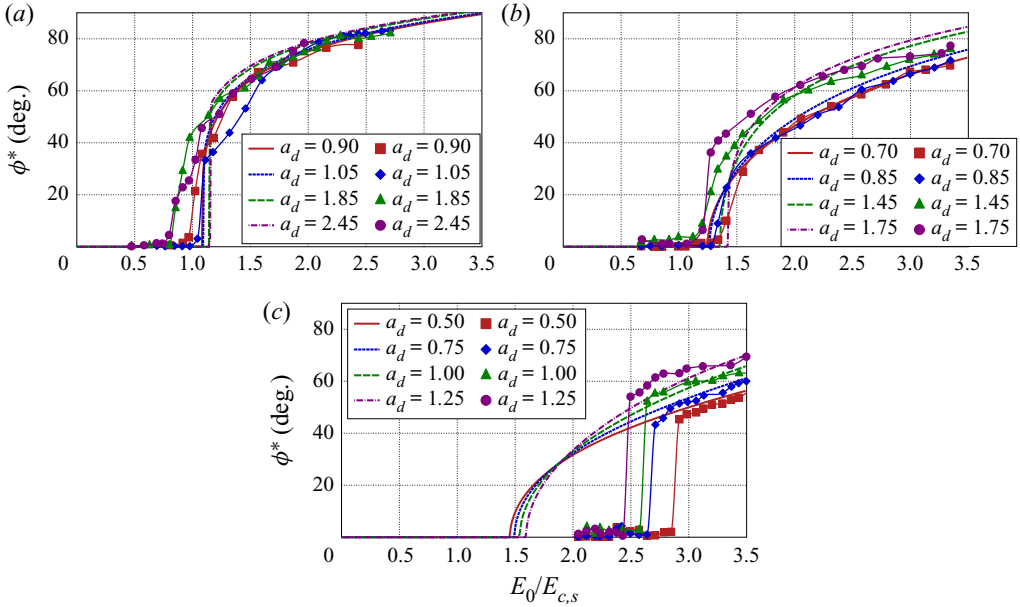 (a)
(b)
80
60
40
20
ϕ* (deg.)
a_d = 0.90 a_d = 0.90
a_d = 1.05 a_d = 1.05
a_d = 1.85 a_d = 1.85
a_d = 2.45 a_d = 2.45
0 0.5 1.0 1.5 2.0 2.5 3.0 3.5
80
60
40
20
a_d = 0.70 a_d = 0.70
a_d = 0.85 a_d = 0.85
a_d = 1.45 a_d = 1.45
a_d = 1.75 a_d = 1.75
0 0.5 1.0 1.5 2.0 2.5 3.0 3.5
(c)
80
60
40
20
ϕ* (deg.)
a_d = 0.50 a_d = 0.50
a_d = 0.75 a_d = 0.75
a_d = 1.00 a_d = 1.00
a_d = 1.25 a_d = 1.25
0 0.5 1.0 1.5 2.0 2.5 3.0 3.5
E_0/E_{c,s}